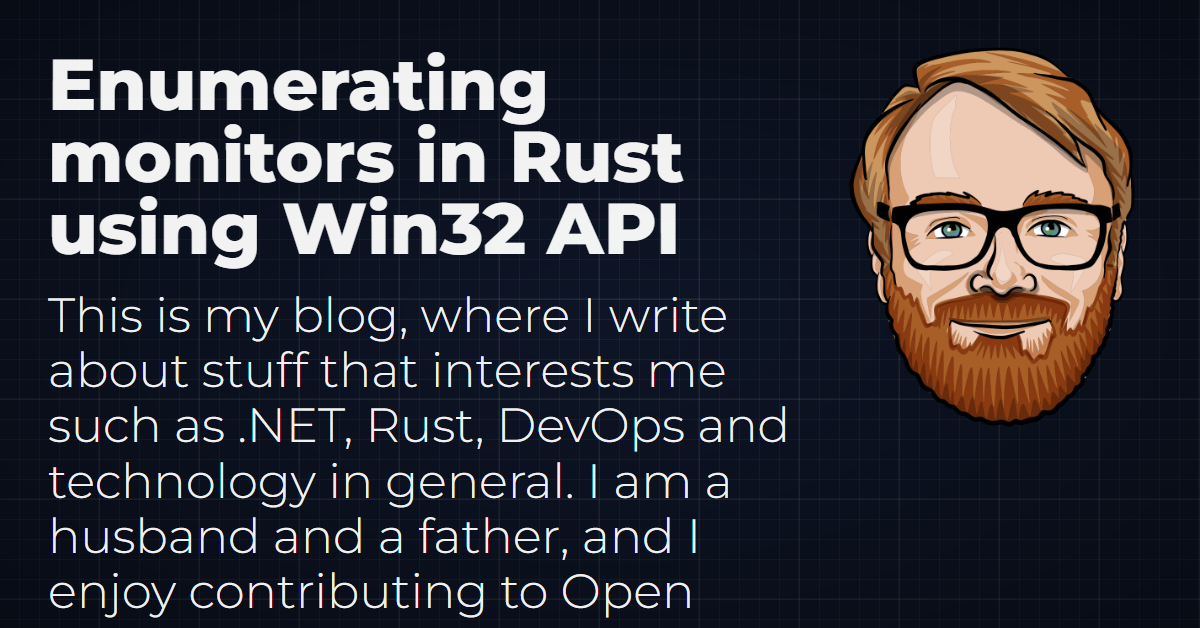 Enumerating
monitors in Rust
using Win32 API
This is my blog, where I write
about stuff that interests me
such as .NET, Rust, DevOps and
technology in general. I am a
husband and a father, and I
enjoy contributing to Open